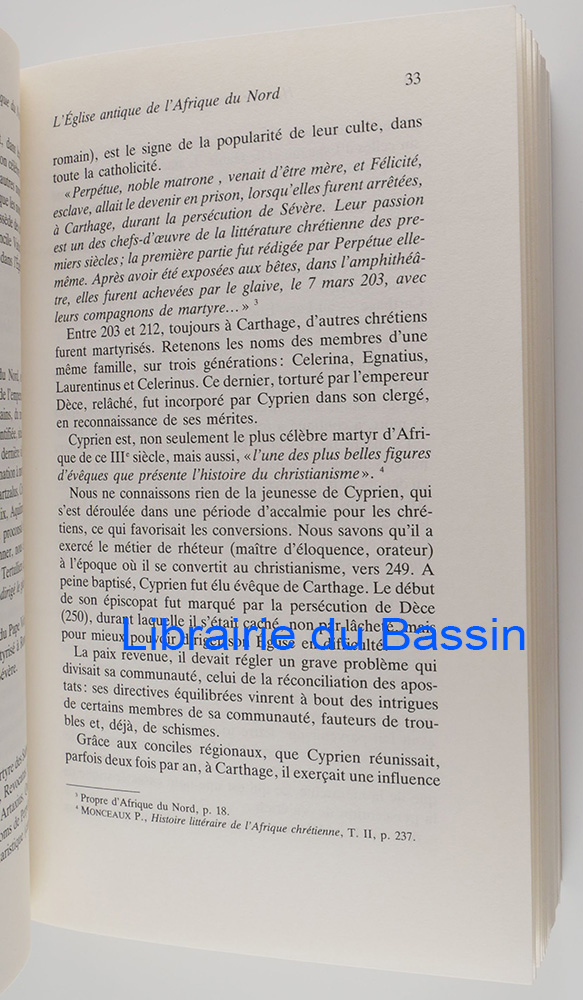 L'Église antique de l'Afrique du Nord 33
romain), est le signe de la popularité de leur culte, dans
toute la catholicité.
« Perpétue, noble matrone , venait d'être mère, et Félicité,
esclave, allait le devenir en prison, lorsqu'elles furent arrêtées,
à Carthage, durant la persécution de Sévère. Leur passion
est un des chefs-d'œuvre de la littérature chrétienne des pre-
miers siècles ; la première partie fut rédigée par Perpétue elle-
même. Après avoir été exposées aux bêtes, dans l'amphithéâ-
tre, elles furent achevées par le glaive, le 7 mars 203, avec
leurs compagnons de martyre... » 3
Entre 203 et 212, toujours à Carthage, d'autres chrétiens
furent martyrisés. Retenons les noms des membres d'une
même famille, sur trois générations : Celerina, Egnatius,
Laurentinus et Celerinus. Ce dernier, torturé par l'empereur
Dèce, relâché, fut incorporé par Cyprien dans son clergé,
en reconnaissance de ses mérites.
Cyprien est, non seulement le plus célèbre martyr d'Afri-
que de ce IIIe siècle, mais aussi, «l'une des plus belles figures
d'évêques que présente l'histoire du christianisme». 4
Nous ne connaissons rien de la jeunesse de Cyprien, qui
s'est déroulée dans une période d'accalmie pour les chré-
tiens, ce qui favorisait les conversions. Nous savons qu'il a
exercé le métier de rhéteur (maître d'éloquence, orateur)
à l'époque où il se convertit au christianisme, vers 249. A
peine baptisé, Cyprien fut élu évêque de Carthage. Le début
de son épiscopat fut marqué par la persécution de Dèce
(250), durant laquelle il s'était caché, non par lâcheté, mais
pour mieux pouvoir diriger son Église en difficulté.
Librairie du Bassin
La paix revenue, il devait régler un grave problème qui
divisait sa communauté, celui de la réconciliation des apos-
tats : ses directives équilibrées vinrent à bout des intrigues
de certains membres de sa communauté, fauteurs de trou-
bles et, déjà, de schismes.
Grâce aux conciles régionaux, que Cyprien réunissait,
parfois deux fois par an, à Carthage, il exerçait une influence
3 Propre d'Afrique du Nord, p. 18.
4 MONCEAUX P., Histoire littéraire de l'Afrique chrétienne, T. II, p. 237.